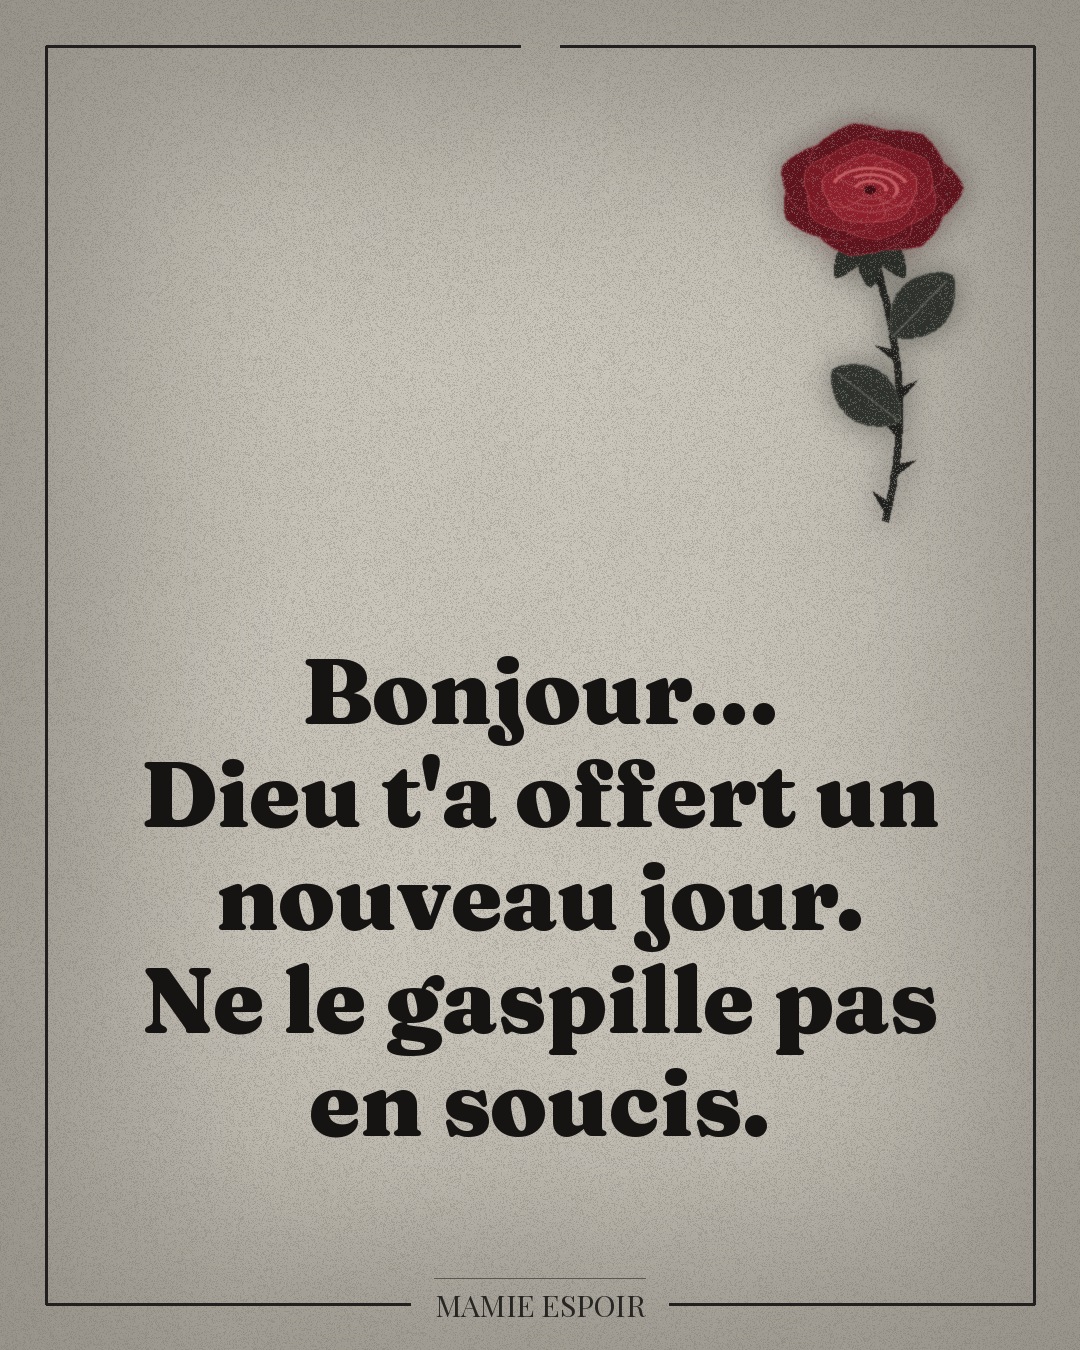 Bonjour...
Dieu t'a offert un
nouveau jour.
Ne le gaspille pas
en soucis.
MAMIE ESPOIR